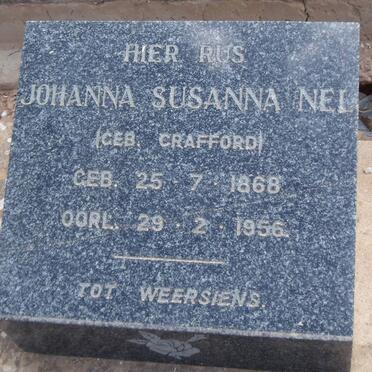 HIER RUS
JOHANNA SUSANNA NEL
(GEB. CRAFFORD)
GEB. 25 · 7 · 1868
OORL. 29 · 2 · 1956.
TOT WEERSIENS.